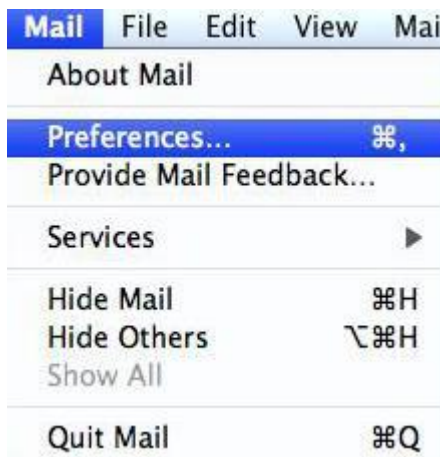 Mail File Edit View Mai
About Mail
Preferences... ⌘,
Provide Mail Feedback...
Services ▶
Hide Mail ⌘H
Hide Others ⌥⌘H
Show All
Quit Mail ⌘Q